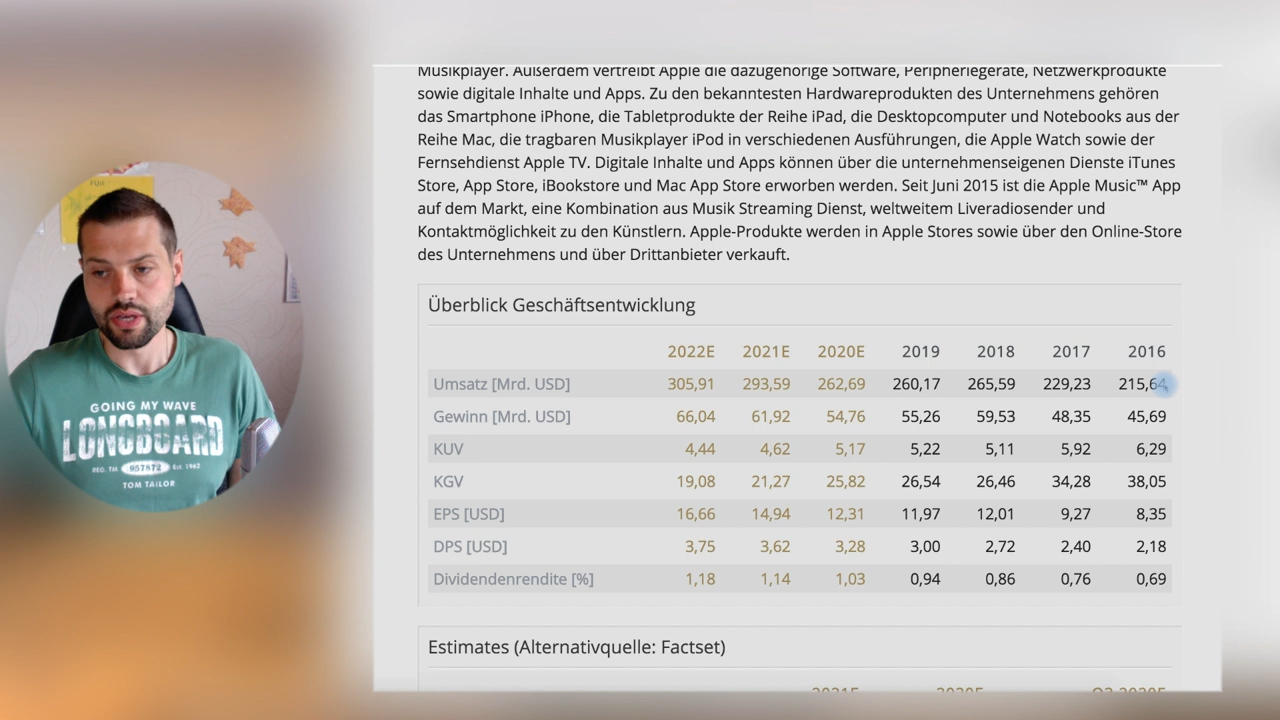 Musikplayer. Außerdem vertreibt Apple die dazugehörige Software, Peripheriegeräte, Netzwerkprodukte
sowie digitale Inhalte und Apps. Zu den bekanntesten Hardwareprodukten des Unternehmens gehören
das Smartphone iPhone, die Tabletprodukte der Reihe iPad, die Desktopcomputer und Notebooks aus der
Reihe Mac, die tragbaren Musikplayer iPod in verschiedenen Ausführungen, die Apple Watch sowie der
Fernsehdienst Apple TV. Digitale Inhalte und Apps können über die unternehmenseigenen Dienste iTunes
Store, App Store, iBookstore und Mac App Store erworben werden. Seit Juni 2015 ist die Apple Music™ App
auf dem Markt, eine Kombination aus Musik Streaming Dienst, weltweitem Liveradiosender und
Kontaktmöglichkeit zu den Künstlern. Apple-Produkte werden in Apple Stores sowie über den Online-Store
des Unternehmens und über Drittanbieter verkauft.
Überblick Geschäftsentwicklung
2022E 2021E 2020E 2019 2018 2017 2016
Umsatz [Mrd. USD] 305,91 293,59 262,69 260,17 265,59 229,23 215,64
Gewinn [Mrd. USD] 66,04 61,92 54,76 55,26 59,53 48,35 45,69
KUV 4,44 4,62 5,17 5,22 5,11 5,92 6,29
KGV 19,08 21,27 25,82 26,54 26,46 34,28 38,05
EPS [USD] 16,66 14,94 12,31 11,97 12,01 9,27 8,35
DPS [USD] 3,75 3,62 3,28 3,00 2,72 2,40 2,18
Dividendenrendite [%] 1,18 1,14 1,03 0,94 0,86 0,76 0,69
Estimates (Alternativquelle: Factset)
2021E 2020E Q3 2020E
GOING MY WAVE
LONGBOARD
REG. TM. 957872 Est. 1962
TOM TAILOR